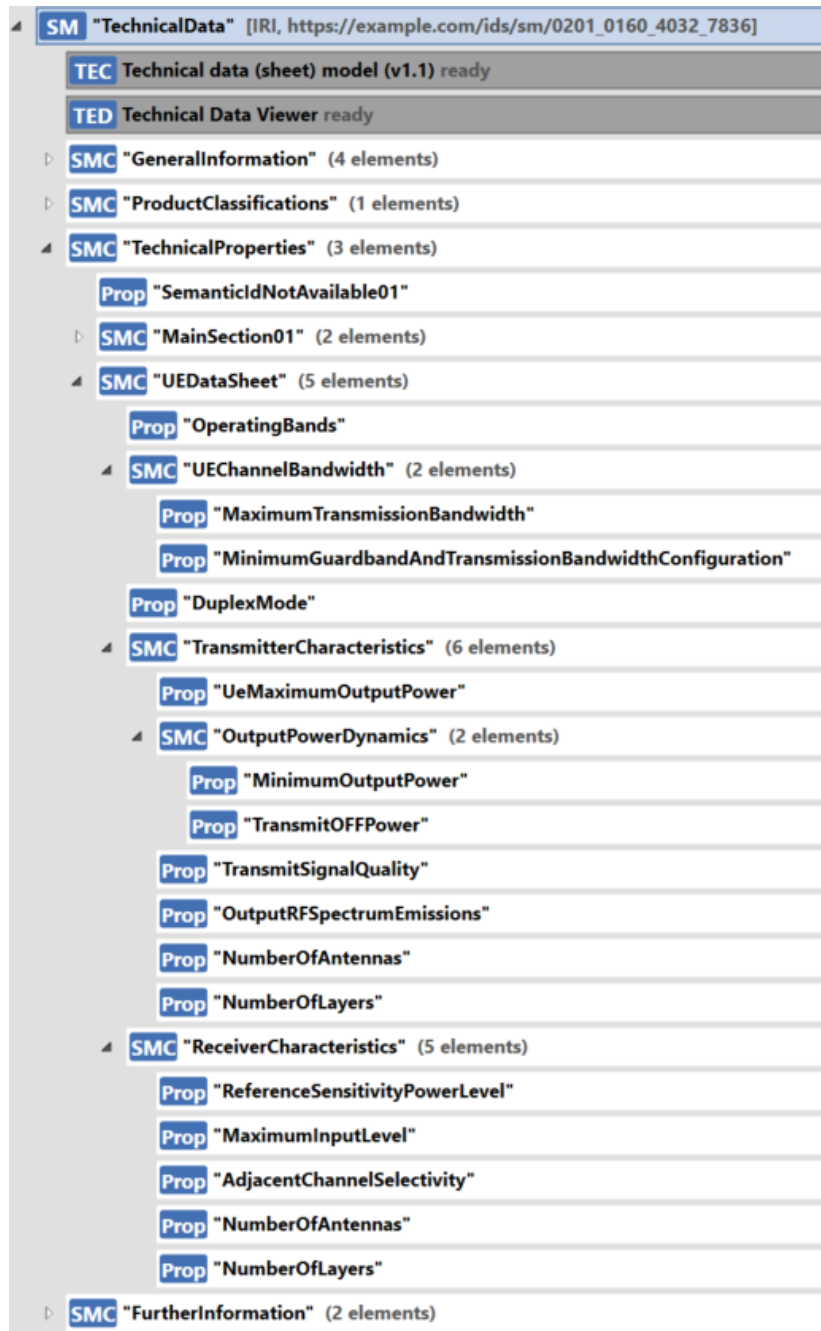 SM "TechnicalData" [IRI, https://example.com/ids/sm/0201_0160_4032_7836]
TEC Technical data (sheet) model (v1.1) ready
TED Technical Data Viewer ready
SMC "GeneralInformation" (4 elements)
SMC "ProductClassifications" (1 elements)
SMC "TechnicalProperties" (3 elements)
Prop "SemanticIdNotAvailable01"
SMC "MainSection01" (2 elements)
SMC "UEDataSheet" (5 elements)
Prop "OperatingBands"
SMC "UEChannelBandwidth" (2 elements)
Prop "MaximumTransmissionBandwidth"
Prop "MinimumGuardbandAndTransmissionBandwidthConfiguration"
Prop "DuplexMode"
SMC "TransmitterCharacteristics" (6 elements)
Prop "UeMaximumOutputPower"
SMC "OutputPowerDynamics" (2 elements)
Prop "MinimumOutputPower"
Prop "TransmitOFFPower"
Prop "TransmitSignalQuality"
Prop "OutputRFSpectrumEmissions"
Prop "NumberOfAntennas"
Prop "NumberOfLayers"
SMC "ReceiverCharacteristics" (5 elements)
Prop "ReferenceSensitivityPowerLevel"
Prop "MaximumInputLevel"
Prop "AdjacentChannelSelectivity"
Prop "NumberOfAntennas"
Prop "NumberOfLayers"
SMC "FurtherInformation" (2 elements)